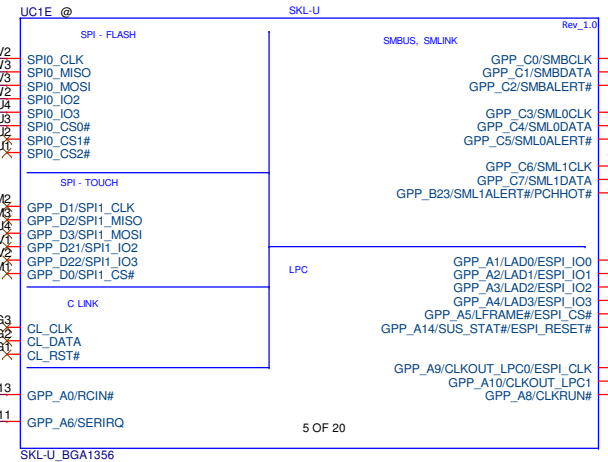 UC1E @
SKL-U
Rev_1.0
SPI - FLASH
SPI0_CLK
SPI0_MISO
SPI0_MOSI
SPI0_IO2
SPI0_IO3
SPI0_CS0#
SPI0_CS1#
SPI0_CS2#
SPI - TOUCH
GPP_D1/SPI1_CLK
GPP_D2/SPI1_MISO
GPP_D3/SPI1_MOSI
GPP_D21/SPI1_IO2
GPP_D22/SPI1_IO3
GPP_D0/SPI1_CS#
C LINK
CL_CLK
CL_DATA
CL_RST#
GPP_A0/RCIN#
GPP_A6/SERIRQ
SMBUS, SMLINK
GPP_C0/SMBCLK
GPP_C1/SMBDATA
GPP_C2/SMBALERT#
GPP_C3/SML0CLK
GPP_C4/SML0DATA
GPP_C5/SML0ALERT#
GPP_C6/SML1CLK
GPP_C7/SML1DATA
GPP_B23/SML1ALERT#/PCHHOT#
LPC
GPP_A1/LAD0/ESPI_IO0
GPP_A2/LAD1/ESPI_IO1
GPP_A3/LAD2/ESPI_IO2
GPP_A4/LAD3/ESPI_IO3
GPP_A5/LFRAME#/ESPI_CS#
GPP_A14/SUS_STAT#/ESPI_RESET#
GPP_A9/CLKOUT_LPC0/ESPI_CLK
GPP_A10/CLKOUT_LPC1
GPP_A8/CLKRUN#
5 OF 20
SKL-U_BGA1356